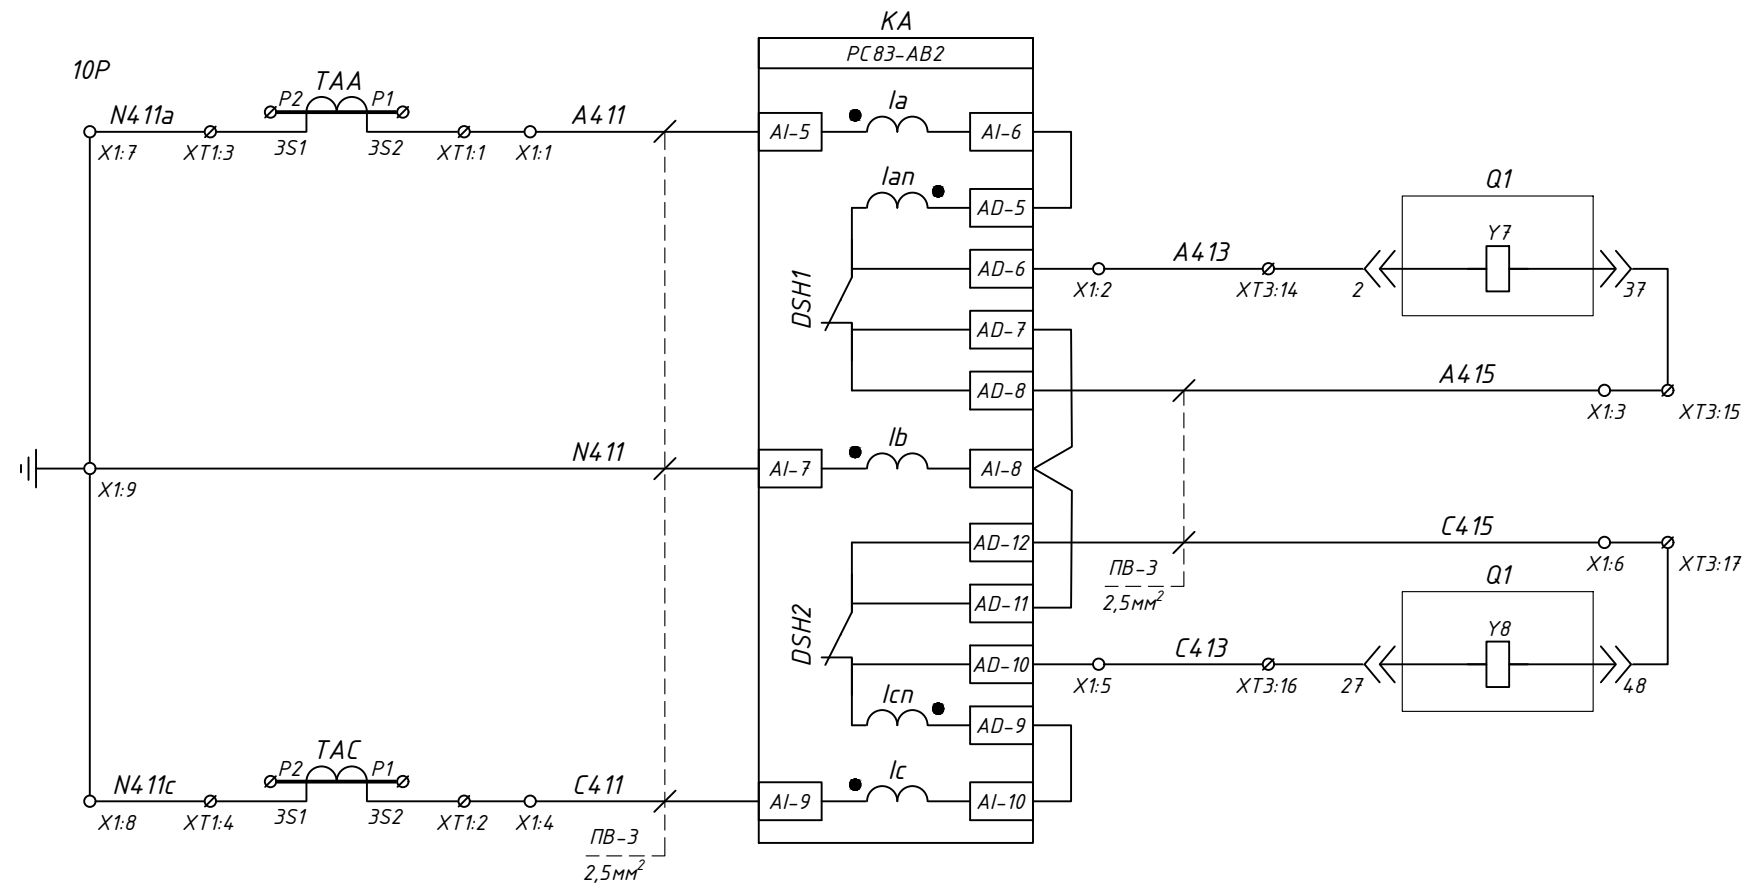 KA
РС83-АВ2
10Р
TAA
P2
P1
N411a
A411
X1:7
XT1:3
3S1
3S2
XT1:1
X1:1
AI-5
Ia
AI-6
Ian
AD-5
DSH1
AD-6
A413
X1:2
XT3:14
2
Q1
Y7
37
AD-7
AD-8
A415
X1:3
XT3:15
N411
X1:9
AI-7
Ib
AI-8
AD-12
C415
X1:6
XT3:17
ПВ-3
2,5мм²
AD-11
DSH2
AD-10
C413
X1:5
XT3:16
27
Q1
Y8
48
Icn
AD-9
TAC
P2
P1
N411c
C411
X1:8
XT1:4
3S1
3S2
XT1:2
X1:4
AI-9
Ic
AI-10
ПВ-3
2,5мм²